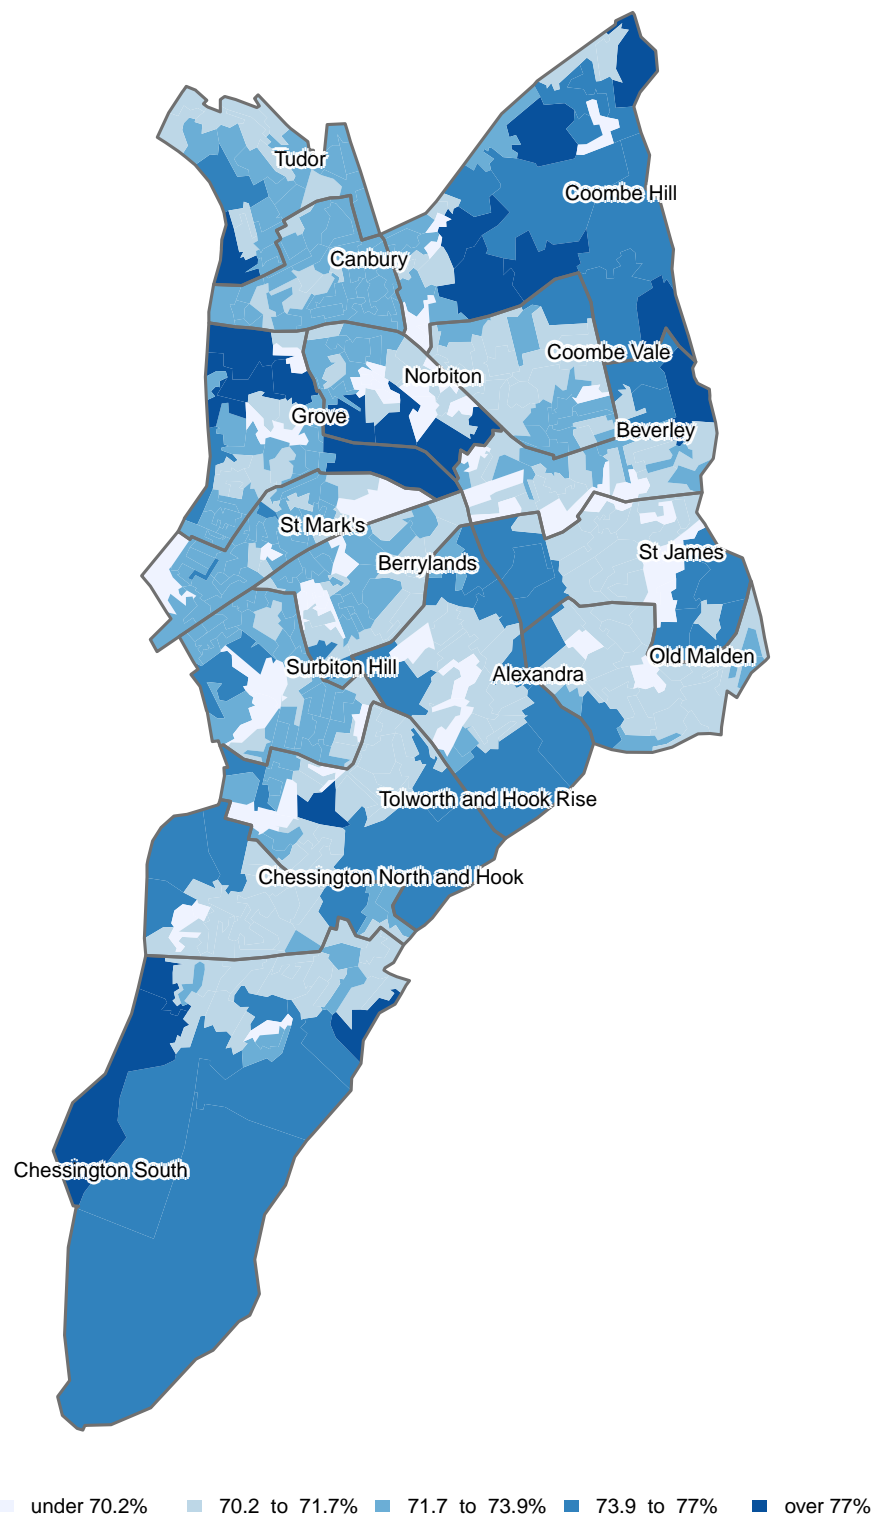 Tudor
Coombe Hill
Canbury
Coombe Vale
Norbiton
Grove
Beverley
St Mark's
St James
Berrylands
Old Malden
Surbiton Hill
Alexandra
Tolworth and Hook Rise
Chessington North and Hook
Chessington South
under 70.2% 70.2 to 71.7% 71.7 to 73.9% 73.9 to 77% over 77%